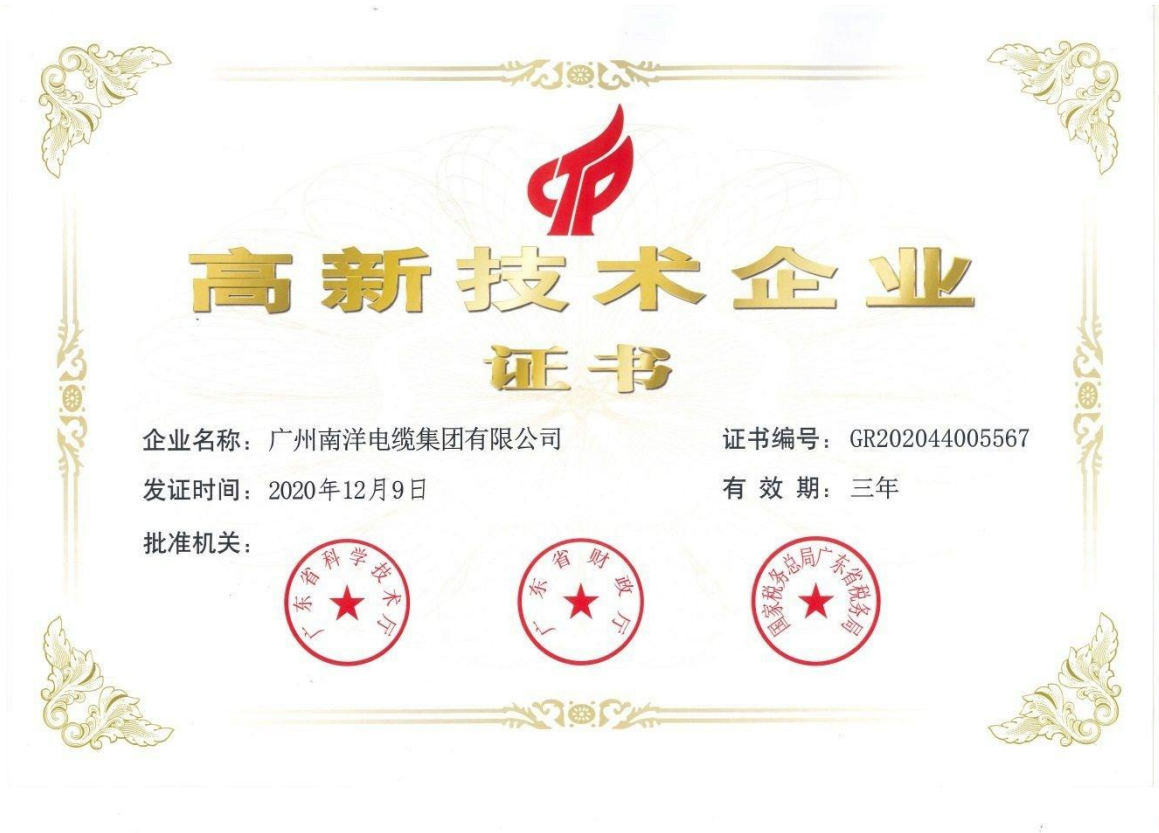 高新技术企业
证书
企业名称：广州南洋电缆集团有限公司
证书编号：GR202044005567
发证时间：2020年12月9日
有效期：三年
批准机关：
广东省科学技术厅
广东省财政厅
国家税务总局广东省税务局